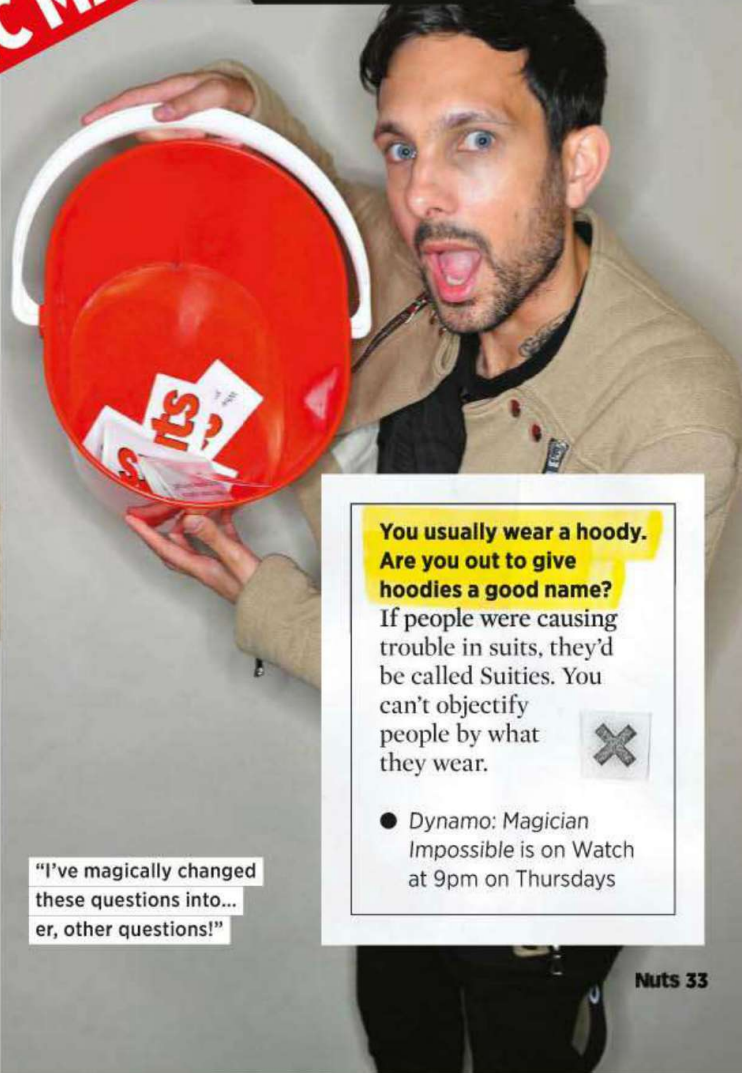 C MA
You usually wear a hoody.
Are you out to give
hoodies a good name?
If people were causing
trouble in suits, they’d
be called Suities. You
can’t objectify
people by what
they wear.
● Dynamo: Magician
Impossible is on Watch
at 9pm on Thursdays
“I’ve magically changed
these questions into...
er, other questions!”
Nuts 33